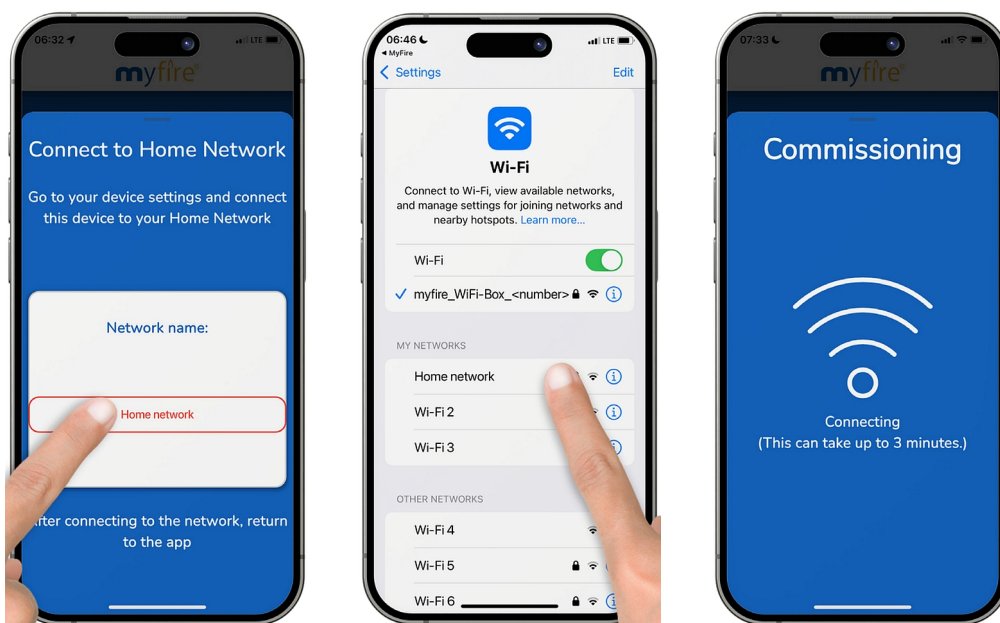 06:32
LTE
myfire®
Connect to Home Network
Go to your device settings and connect
this device to your Home Network
Network name:
Home network
After connecting to the network, return
to the app
06:46
LTE
MyFire
Settings
Edit
Wi-Fi
Connect to Wi-Fi, view available networks,
and manage settings for joining networks and
nearby hotspots. Learn more...
Wi-Fi
myfire_WiFi-Box_<number>
MY NETWORKS
Home network
Wi-Fi 2
Wi-Fi 3
OTHER NETWORKS
Wi-Fi 4
Wi-Fi 5
Wi-Fi 6
07:33
myfire®
Commissioning
Connecting
(This can take up to 3 minutes.)